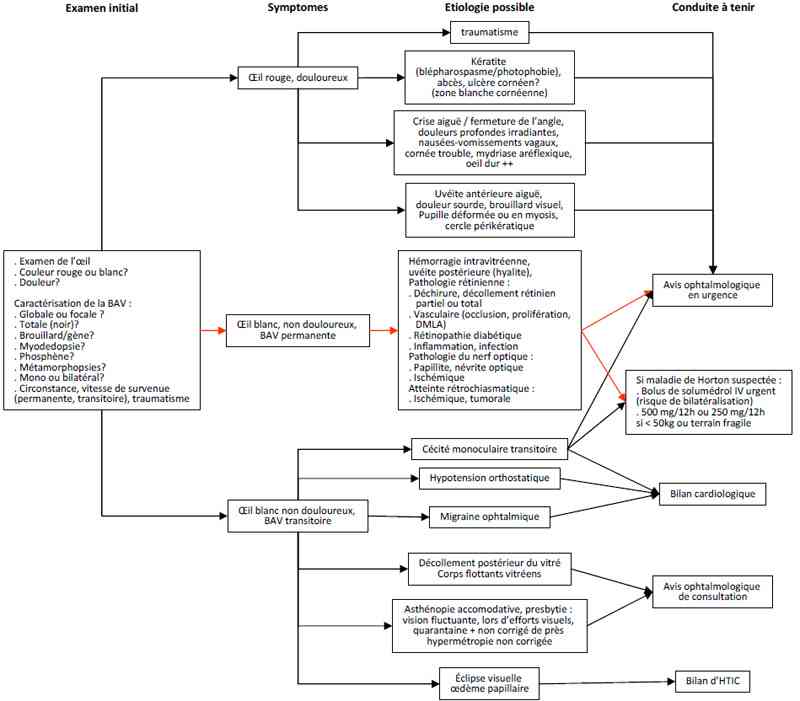 Examen initial
Symptomes
Etiologie possible
Conduite à tenir
traumatisme
Œil rouge, douloureux
Kératite
(blépharospasme/photophobie),
abcès, ulcère cornéen?
(zone blanche cornéenne)
Crise aiguë / fermeture de l'angle,
douleurs profondes irradiantes,
nausées-vomissements vagaux,
cornée trouble, mydriase aréflexique,
oeil dur ++
Uvéite antérieure aiguë,
douleur sourde, brouillard visuel,
Pupille déformée ou en myosis,
cercle périkératique
. Examen de l'œil
. Couleur rouge ou blanc?
. Douleur?
Caractérisation de la BAV :
. Globale ou focale ?
. Totale (noir)?
. Brouillard/gène?
. Myodedopsie?
. Phosphène?
. Métamorphopsies?
. Mono ou bilatéral?
. Circonstance, vitesse de survenue
(permanente, transitoire), traumatisme
Œil blanc, non douloureux,
BAV permanente
Hémorragie intravitréenne,
uvéite postérieure (hyalite),
Pathologie rétinienne :
. Déchirure, décollement rétinien
partiel ou total
. Vasculaire (occlusion, prolifération,
DMLA)
. Rétinopathie diabétique
. Inflammation, infection
Pathologie du nerf optique :
. Papillite, névrite optique
. Ischémique
Atteinte rétrochiasmatique :
. Ischémique, tumorale
Avis ophtalmologique
en urgence
Si maladie de Horton suspectée :
. Bolus de solumédrol IV urgent
(risque de bilatéralisation)
. 500 mg/12h ou 250 mg/12h
si < 50kg ou terrain fragile
Cécité monoculaire transitoire
Hypotension orthostatique
Bilan cardiologique
Œil blanc non douloureux,
BAV transitoire
Migraine ophtalmique
Décollement postérieur du vitré
Corps flottants vitréens
Avis ophtalmologique
de consultation
Asthénopie accomodative, presbytie :
vision fluctuante, lors d'efforts visuels,
quarantaine + non corrigé de près
hypermétropie non corrigée
Éclipse visuelle
œdème papillaire
Bilan d'HTIC